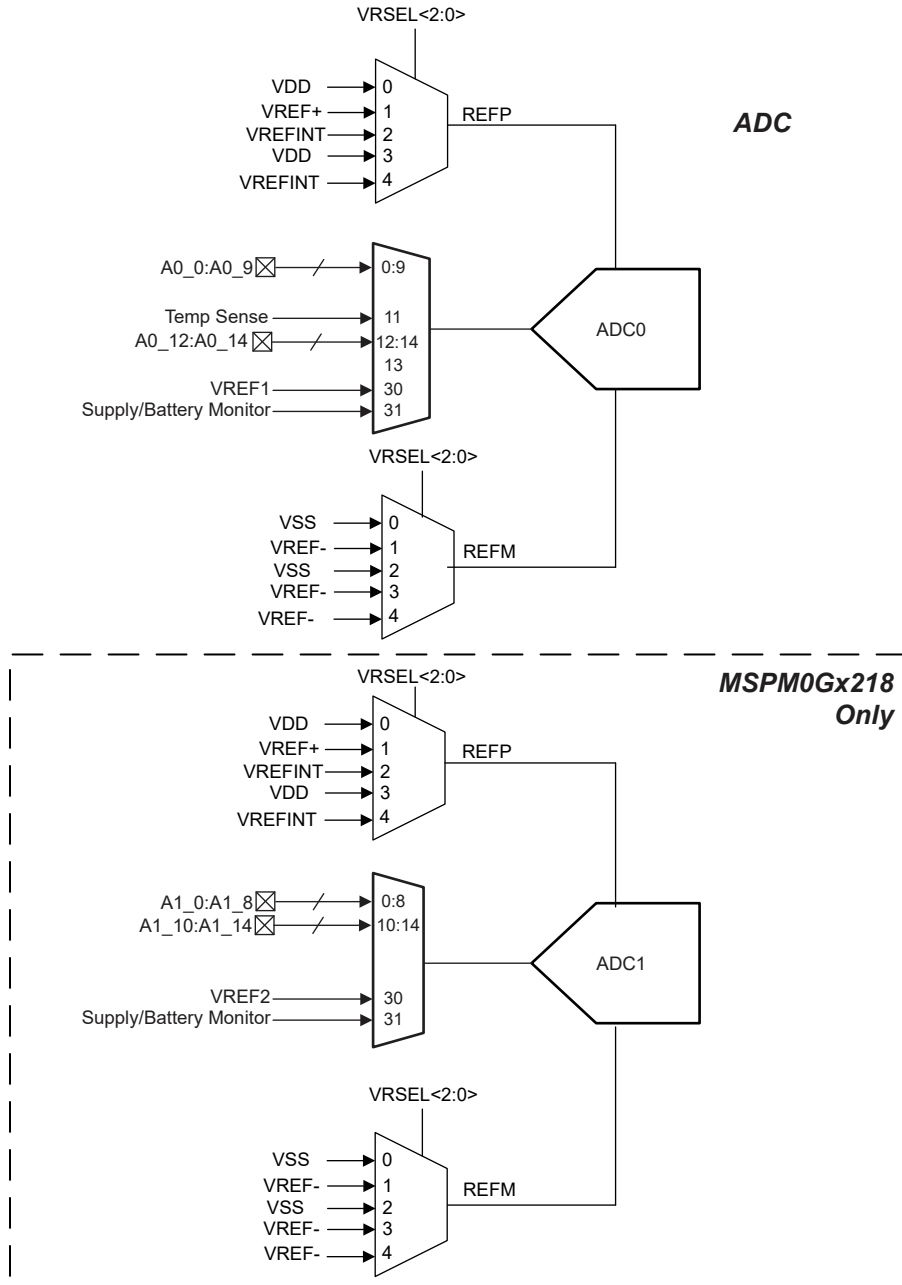 VRSEL<2:0>
VDD 0
VREF+ 1 REFP
VREFINT 2
VDD 3
VREFINT 4
ADC
A0_0:A0_9 0:9
Temp Sense 11
A0_12:A0_14 12:14
13
VREF1 30
Supply/Battery Monitor 31
ADC0
VRSEL<2:0>
VSS 0
VREF- 1 REFM
VSS 2
VREF- 3
VREF- 4
MSPM0Gx218
Only
VRSEL<2:0>
VDD 0
VREF+ 1 REFP
VREFINT 2
VDD 3
VREFINT 4
A1_0:A1_8 0:8
A1_10:A1_14 10:14
ADC1
VREF2 30
Supply/Battery Monitor 31
VRSEL<2:0>
VSS 0
VREF- 1 REFM
VSS 2
VREF- 3
VREF- 4